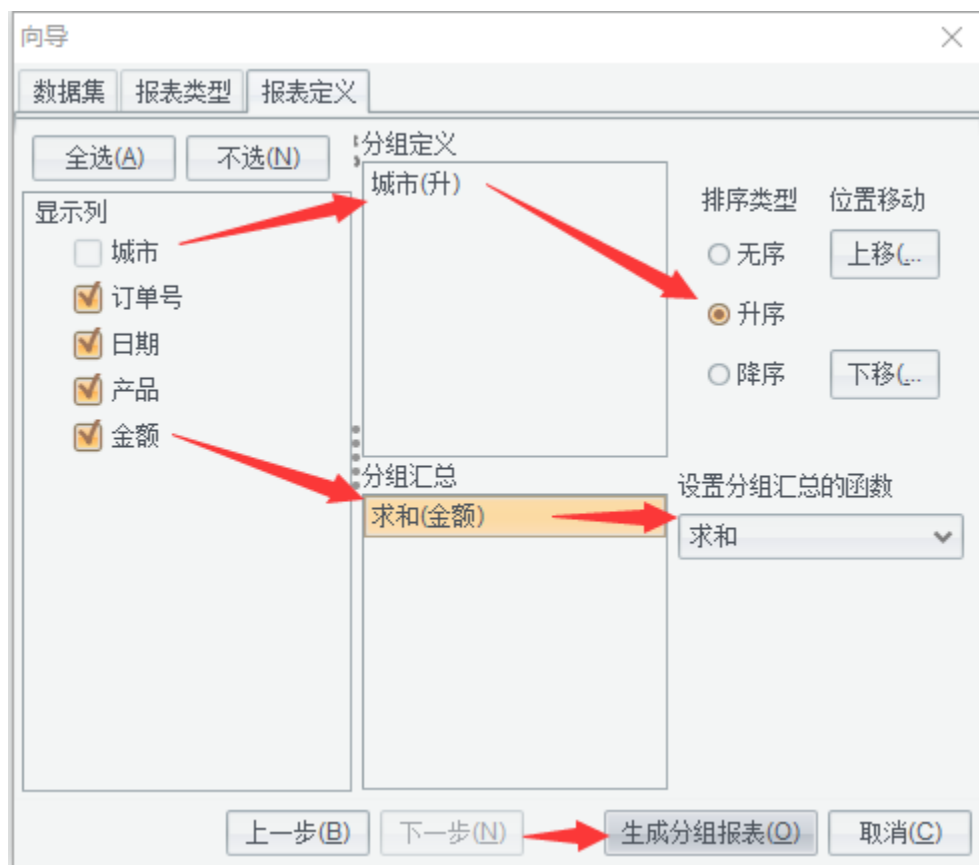 向导
数据集 报表类型 报表定义
全选(A) 不选(N)
显示列
城市
订单号
日期
产品
金额
分组定义
城市(升)
排序类型 位置移动
无序 上移(...
升序
降序 下移(...
分组汇总
求和(金额)
设置分组汇总的函数
求和
上一步(B) 下一步(N) 生成分组报表(O) 取消(C)